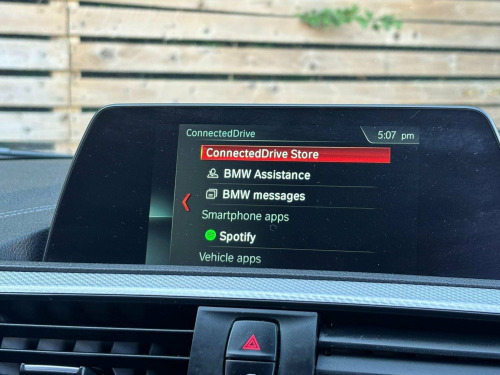 ConnectedDrive
5:07 pm
ConnectedDrive Store
BMW Assistance
BMW messages
Smartphone apps
Spotify
Vehicle apps